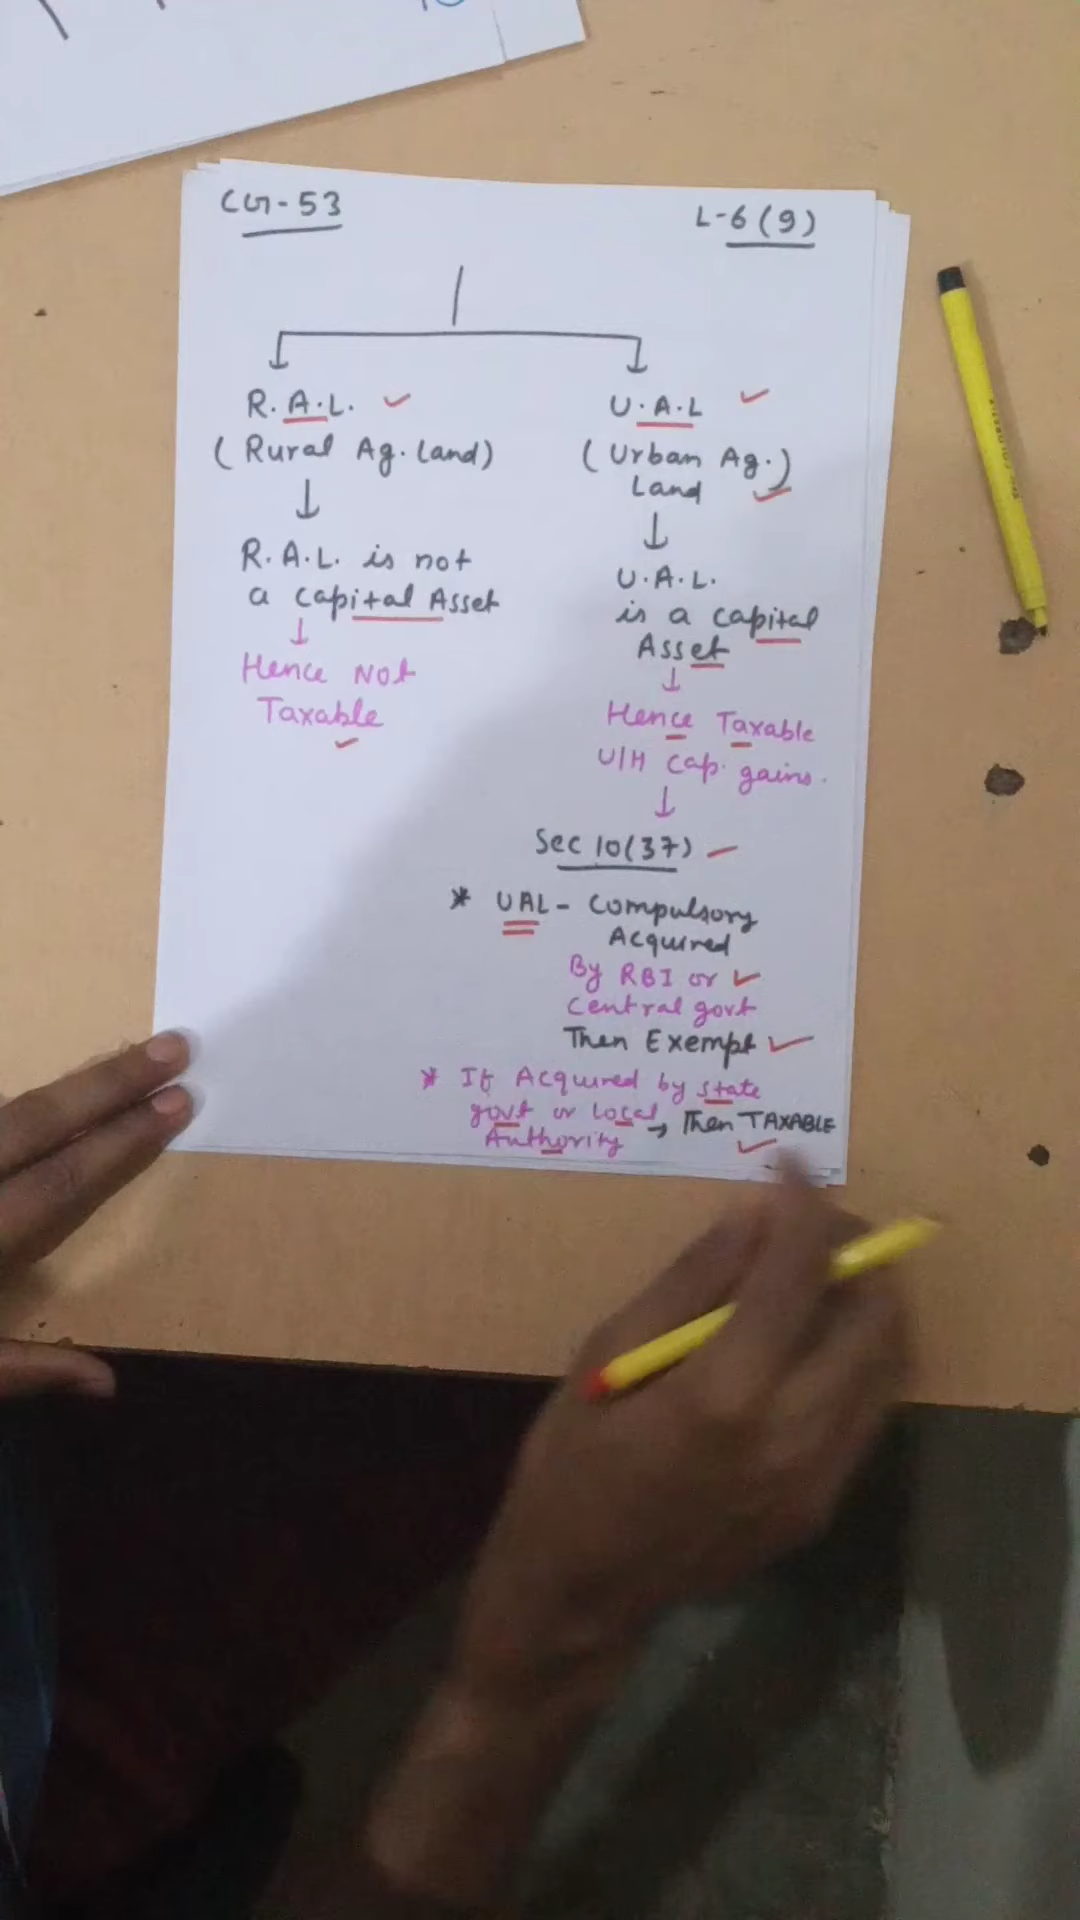 CG-53
L-6(9)
R.A.L.
(Rural Ag. Land)
R.A.L. is not
a capital Asset
Hence Not
Taxable
U.A.L
(Urban Ag.)
Land
U.A.L.
is a capital
Asset
Hence Taxable
U/H Cap. gains.
Sec 10(37)
* UAL - Compulsory
Acquired
By RBI or
Central govt
Then Exempt
* If Acquired by state
govt or Local → Then TAXABLE
Authority